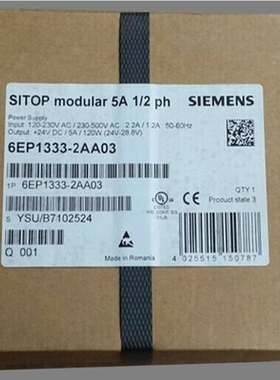 SITOP modular 5A 1/2 ph SIEMENS
Power Supply
Input: 120-230V AC / 230-500V AC 2.2A / 1.2A 50-60Hz
Output: +24V DC / 5A / 120W (24V-28.8V)
6EP1333-2AA03
1P 6EP1333-2AA03
QTY 1
Product state 3
S YSU/B7102524
Made in Romania
Q 001
4 025515 150787